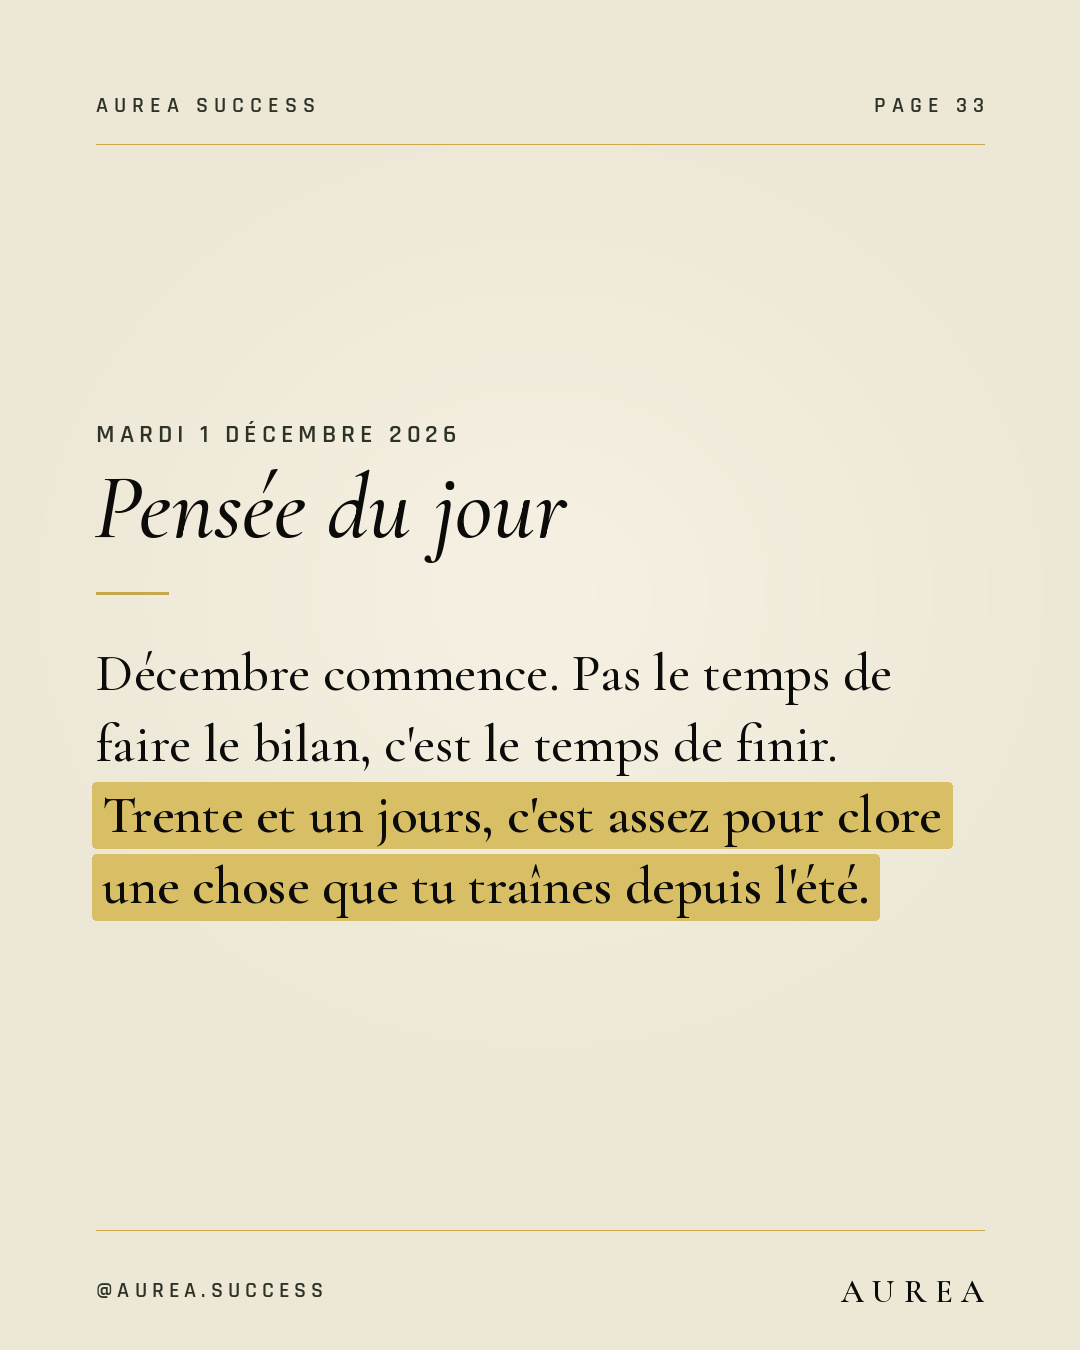 AUREA SUCCESS
PAGE 33
MARDI 1 DÉCEMBRE 2026
Pensée du jour
Décembre commence. Pas le temps de
faire le bilan, c'est le temps de finir.
Trente et un jours, c'est assez pour clore
une chose que tu traînes depuis l'été.
@AUREA.SUCCESS
AUREA